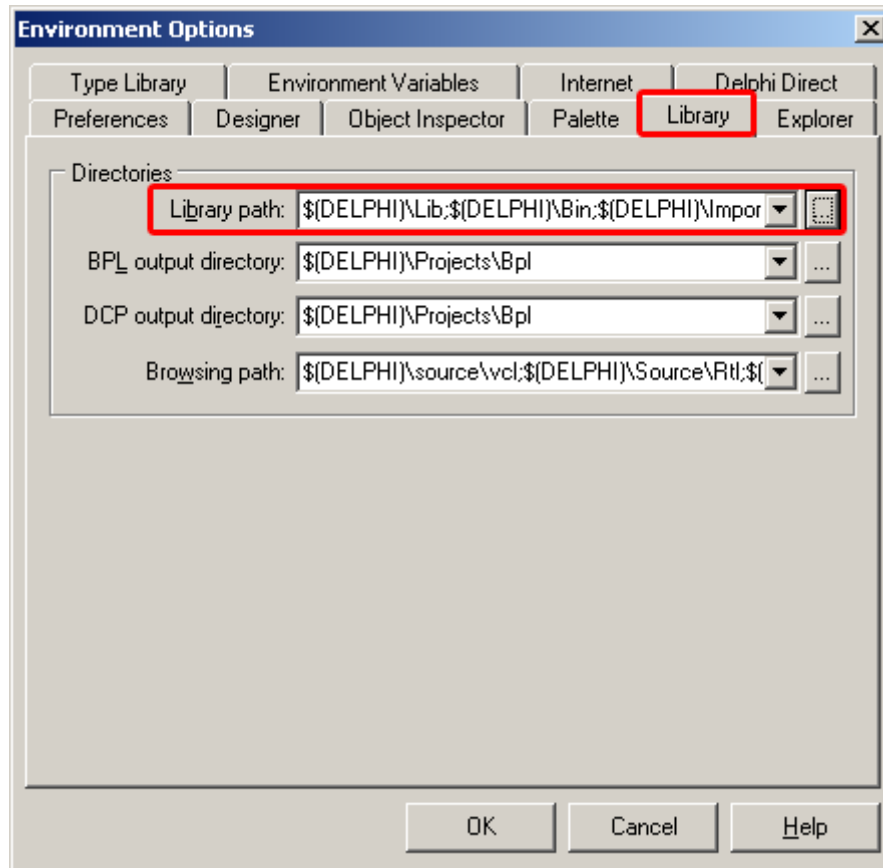 Environment Options
Type Library Environment Variables Internet Delphi Direct
Preferences Designer Object Inspector Palette Library Explorer
Directories
Library path: $(DELPHI)\Lib;$(DELPHI)\Bin;$(DELPHI)\Impor ...
BPL output directory: $(DELPHI)\Projects\Bpl ...
DCP output directory: $(DELPHI)\Projects\Bpl ...
Browsing path: $(DELPHI)\source\vcl;$(DELPHI)\Source\Rtl;$( ...
OK Cancel Help